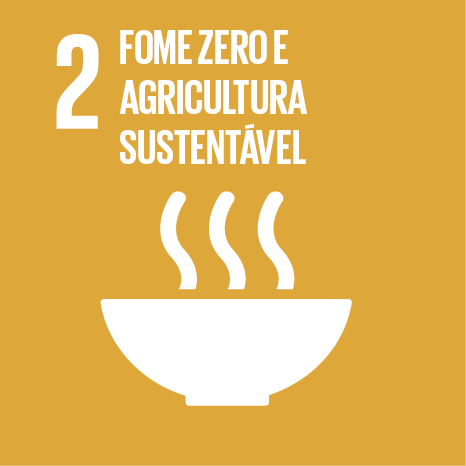 2
FOME ZERO E
AGRICULTURA
SUSTENTÁVEL